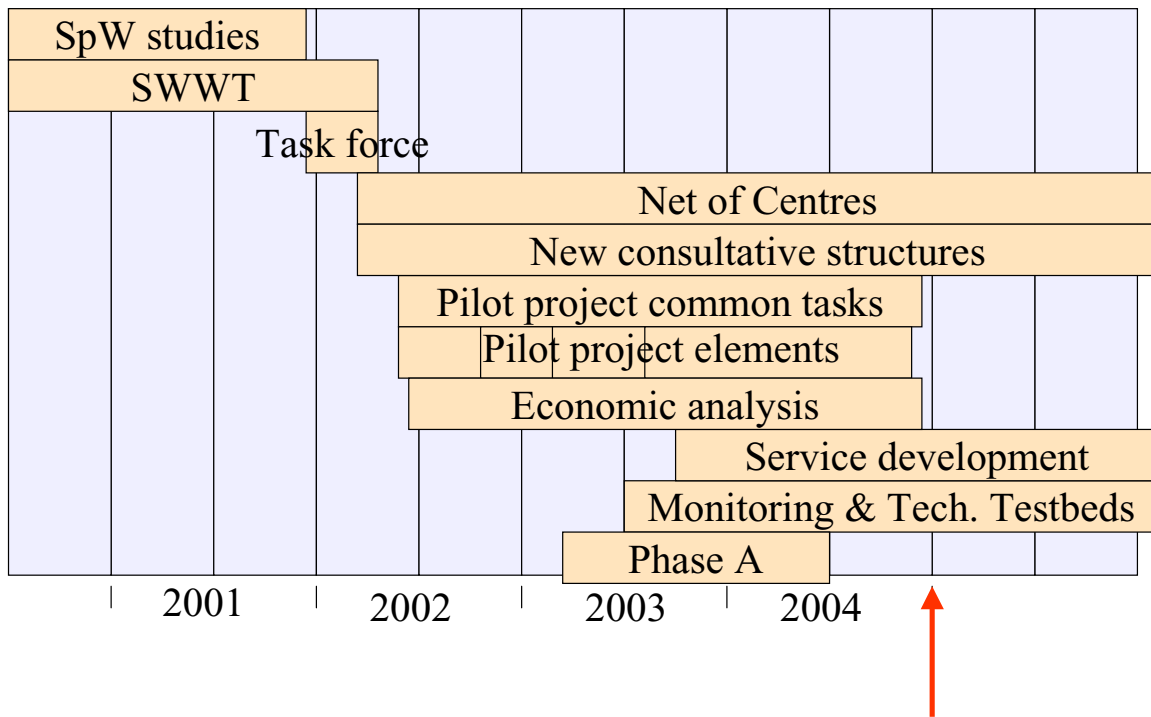 SpW studies
SWWT
Task force
Net of Centres
New consultative structures
Pilot project common tasks
Pilot project elements
Economic analysis
Service development
Monitoring & Tech. Testbeds
Phase A
2001 2002 2003 2004